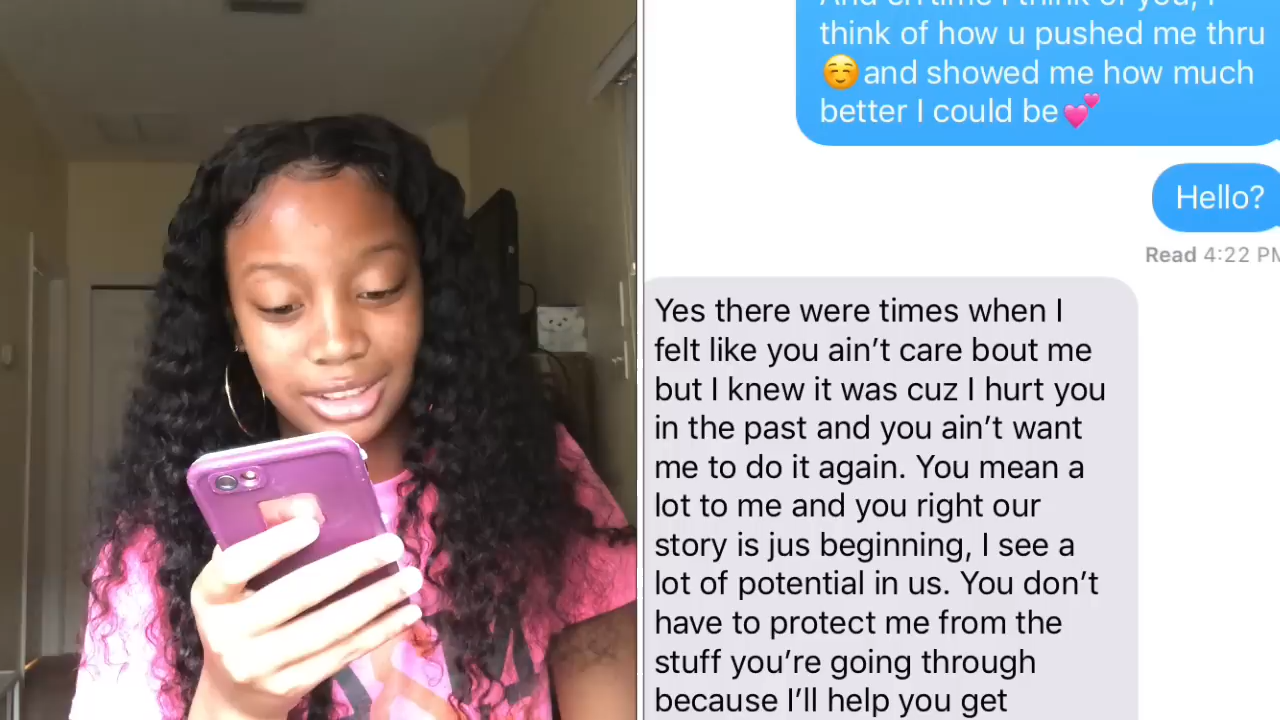 think of how u pushed me thru
☺️and showed me how much
better I could be💕
Hello?
Read 4:22 PM
Yes there were times when I
felt like you ain't care bout me
but I knew it was cuz I hurt you
in the past and you ain't want
me to do it again. You mean a
lot to me and you right our
story is jus beginning, I see a
lot of potential in us. You don't
have to protect me from the
stuff you're going through
because I'll help you get